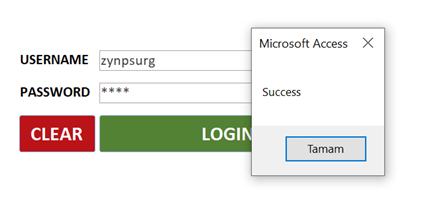 Microsoft Access
USERNAME zynpsurg
Success
PASSWORD ****
CLEAR LOGIN
Tamam